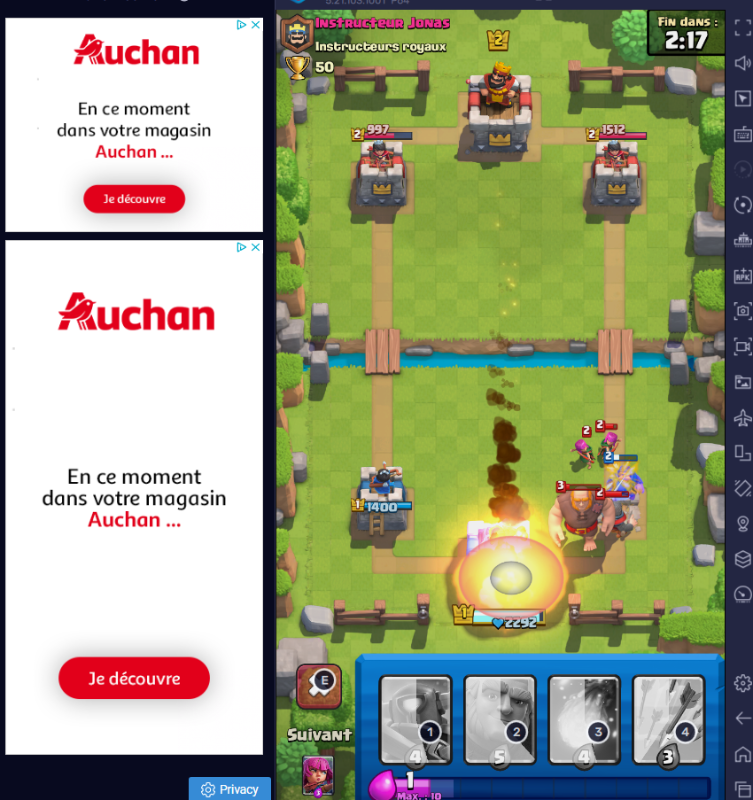 Auchan
En ce moment
dans votre magasin
Auchan ...
Je découvre
Auchan
En ce moment
dans votre magasin
Auchan ...
Je découvre
Privacy
Instructeur Jonas
Instructeurs royaux
50
2
Fin dans :
2:17
2 997
2 1512
2
2
2
3
2
1 1400
1
2292
E
Suivant
1
2
3
4
4
5
4
3
1
Max. : 10